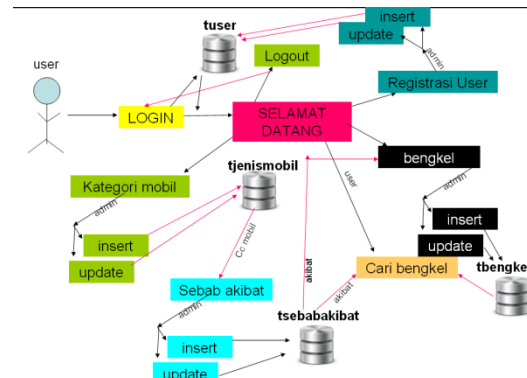 insert
tuser
update
user
Logout
admin
Registrasi User
LOGIN
SELAMAT
DATANG
bengkel
tjenismobil
Kategori mobil
user
admin
admin
insert
insert
update
Cc mobil
update
tbengkel
akibat
Cari bengkel
Sebab akibat
akibat
admin
tsebabakibat
insert
update